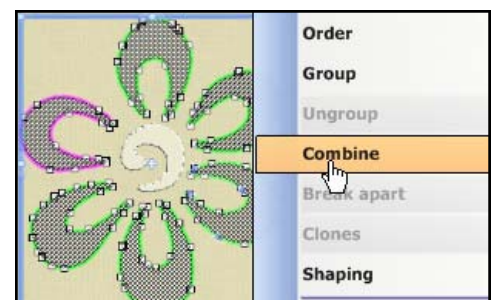 Order
Group
Ungroup
Combine
Break apart
Clones
Shaping